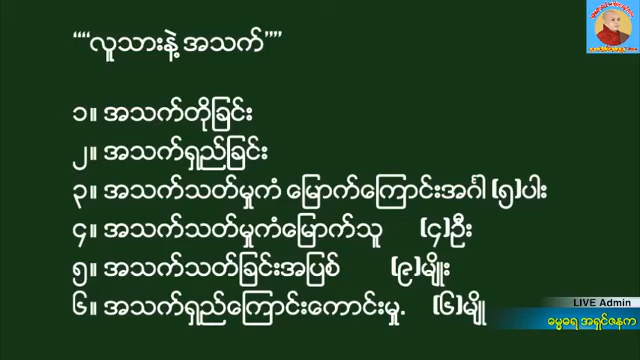 ““လူသားနဲ့ အသက်””
၁။ အသက်တိုခြင်း
၂။ အသက်ရှည်ခြင်း
၃။ အသက်သတ်မှုကံ မြောက်ကြောင်းအင်္ဂါ (၅)ပါး
၄။ အသက်သတ်မှုကံမြောက်သူ (၄)ဦး
၅။ အသက်သတ်ခြင်းအပြစ် (၉)မျိုး
၆။ အသက်ရှည်ကြောင်းကောင်းမှု. (၆)မျို
LIVE Admin
ဓမ္မဓရ အရှင်ဇနက